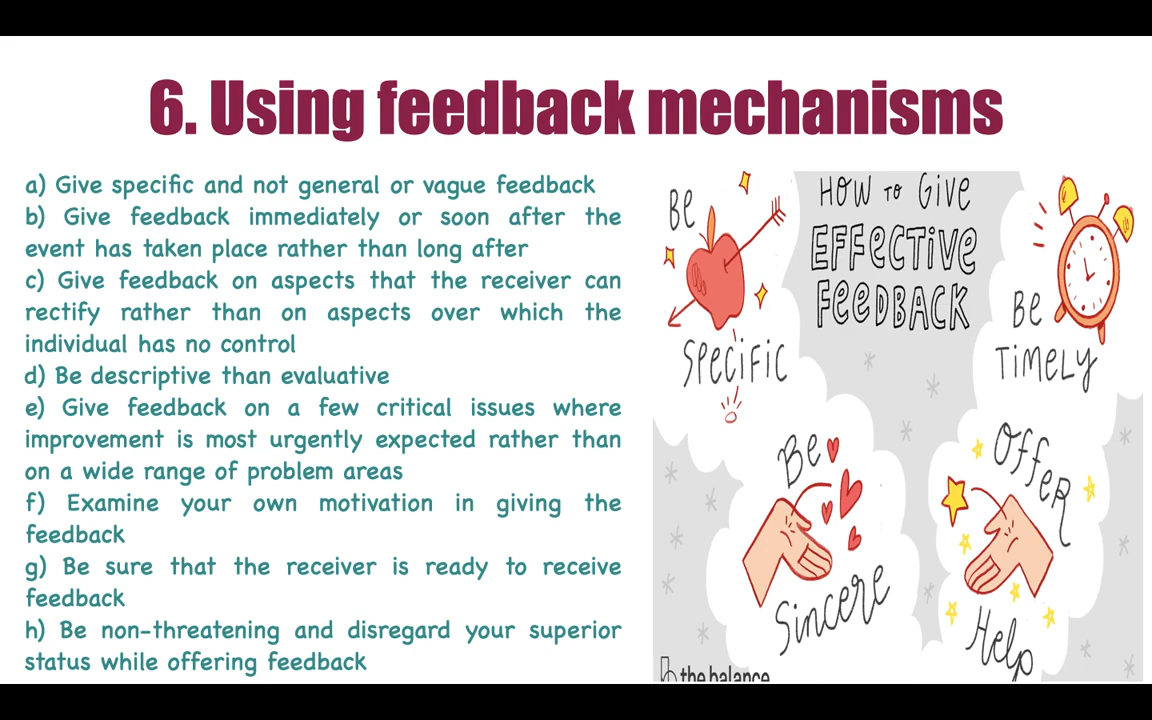 6. Using feedback mechanisms
a) Give specific and not general or vague feedback
b) Give feedback immediately or soon after the
event has taken place rather than long after
c) Give feedback on aspects that the receiver can
rectify rather than on aspects over which the
individual has no control
d) Be descriptive than evaluative
e) Give feedback on a few critical issues where
improvement is most urgently expected rather than
on a wide range of problem areas
f) Examine your own motivation in giving the
feedback
g) Be sure that the receiver is ready to receive
feedback
h) Be non-threatening and disregard your superior
status while offering feedback
HOW TO GIVE
EFFECTIVE
FEEDBACK
BE
SPECIFIC
BE
TIMELY
Be
Sincere
Offer
Help
the balance